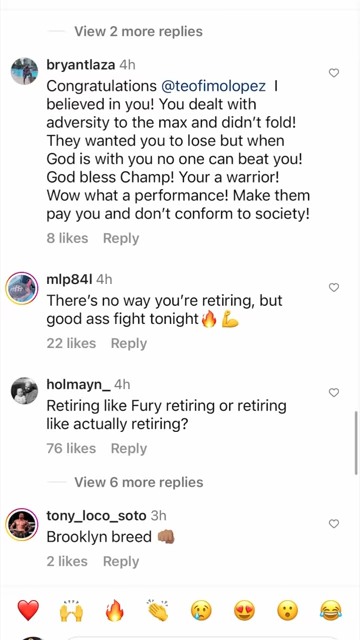 View 2 more replies
bryantlaza 4h
Congratulations @teofimolopez I
believed in you! You dealt with
adversity to the max and didn't fold!
They wanted you to lose but when
God is with you no one can beat you!
God bless Champ! Your a warrior!
Wow what a performance! Make them
pay you and don't conform to society!
8 likes Reply
mlp84l 4h
There's no way you're retiring, but
good ass fight tonight🔥💪
22 likes Reply
holmayn_ 4h
Retiring like Fury retiring or retiring
like actually retiring?
76 likes Reply
View 6 more replies
tony_loco_soto 3h
Brooklyn breed 👊🏽
2 likes Reply